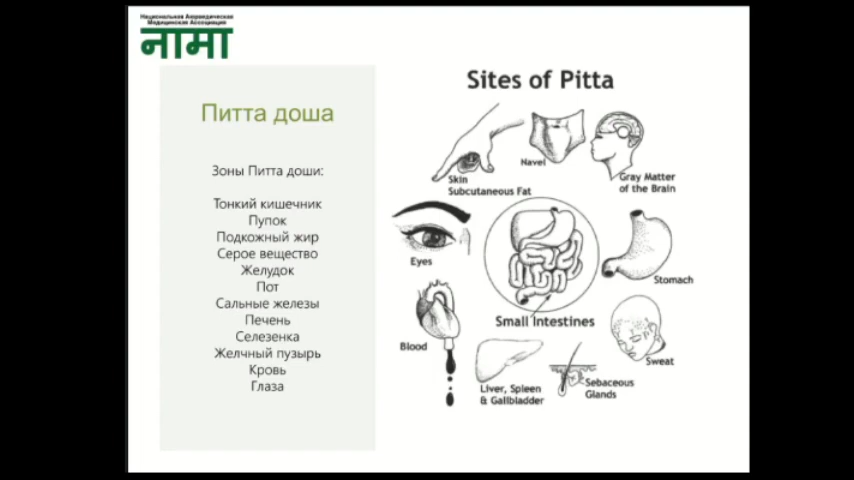 Национальная Аюрведическая
Медицинская Ассоциация
नामा
Питта доша
Зоны Питта доши:
Тонкий кишечник
Пупок
Подкожный жир
Серое вещество
Желудок
Пот
Сальные железы
Печень
Селезенка
Желчный пузырь
Кровь
Глаза
Sites of Pitta
Skin
Subcutaneous Fat
Navel
Gray Matter
of the Brain
Eyes
Small Intestines
Stomach
Blood
Liver, Spleen
& Gallbladder
Sebaceous
Glands
Sweat